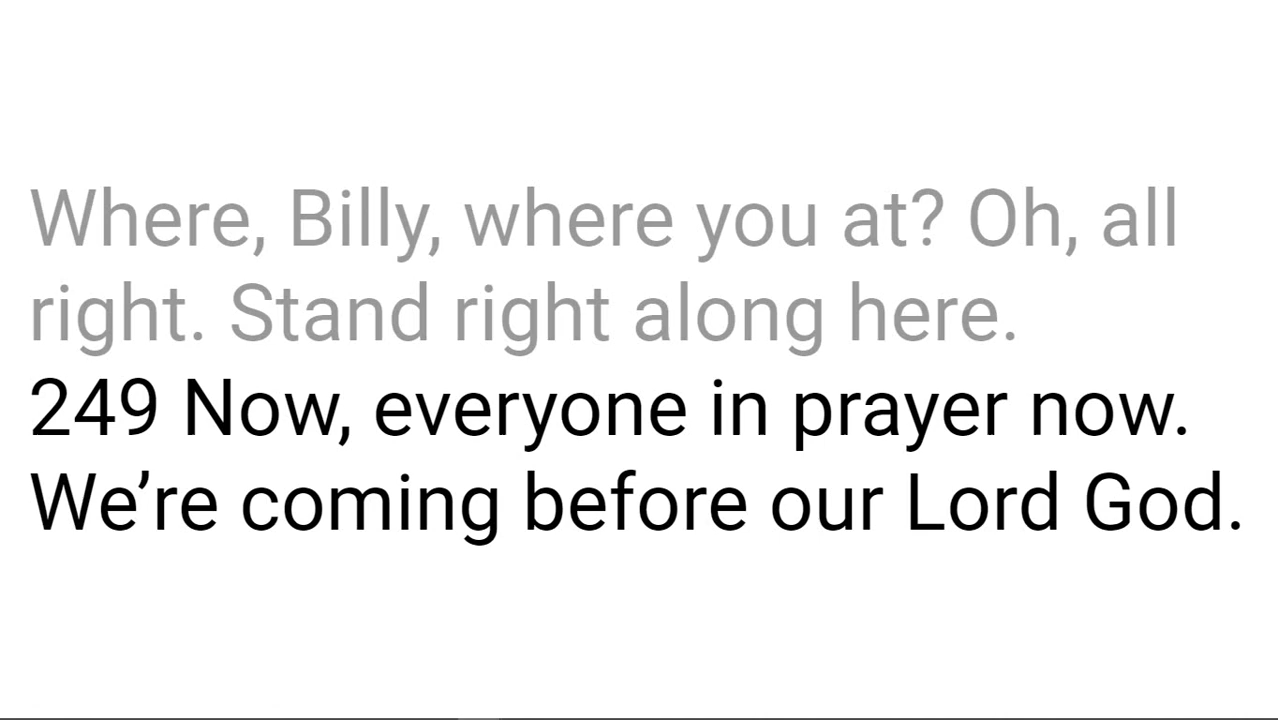 Where, Billy, where you at? Oh, all
right. Stand right along here.
249 Now, everyone in prayer now.
We’re coming before our Lord God.